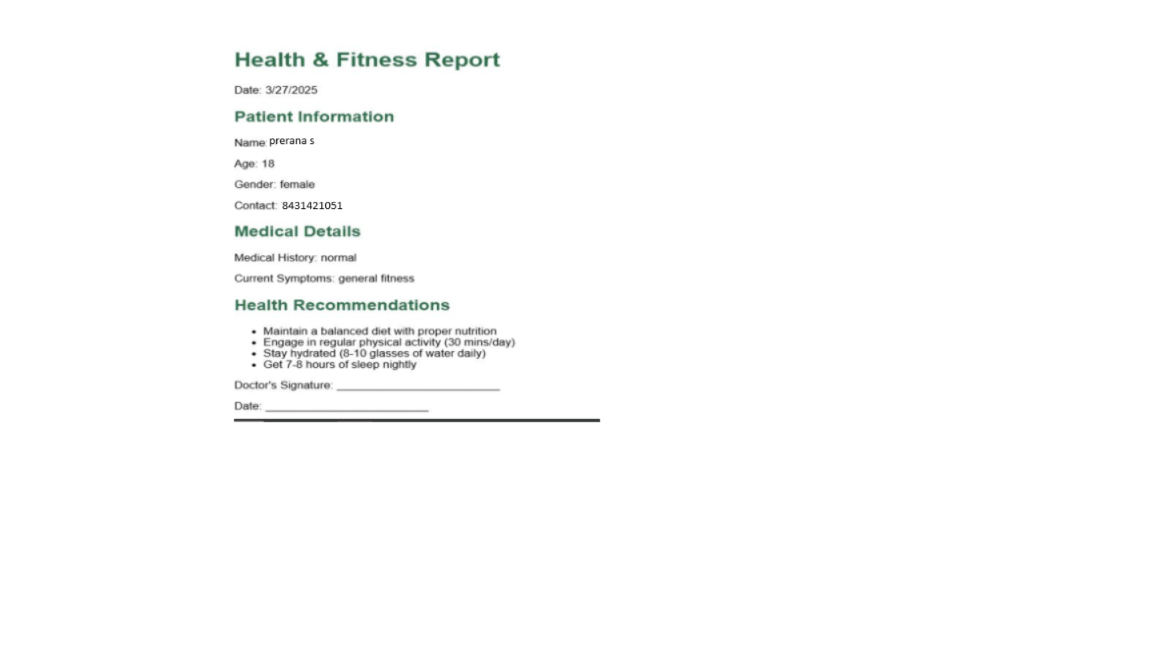 Health & Fitness Report
Date: 3/27/2025
Patient Information
Name: prerana s
Age: 18
Gender: female
Contact: 8431421051
Medical Details
Medical History: normal
Current Symptoms: general fitness
Health Recommendations
• Maintain a balanced diet with proper nutrition
• Engage in regular physical activity (30 mins/day)
• Stay hydrated (8-10 glasses of water daily)
• Get 7-8 hours of sleep nightly
Doctor's Signature: ___________________________
Date: ___________________________